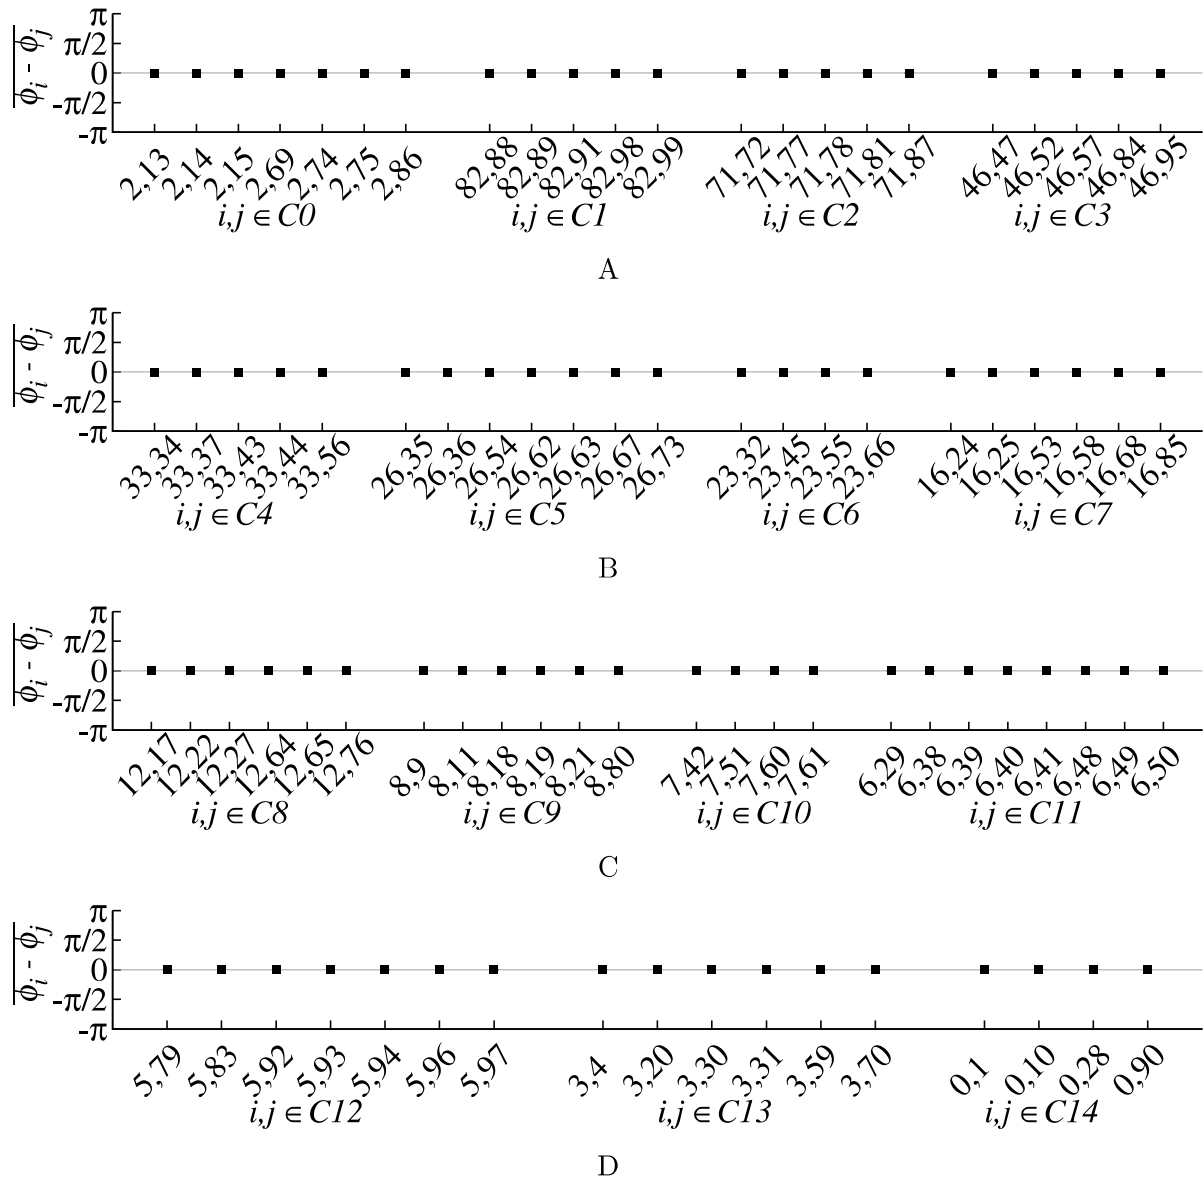 π
π/2
0
-π/2
-π
ϕi - ϕj
2,13 2,14 2,15 2,69 2,74 2,75 2,86 82,88 82,89 82,91 82,98 82,99 71,72 71,77 71,78 71,81 71,87 46,47 46,52 46,57 46,84 46,95
i,j ∈ C0 i,j ∈ C1 i,j ∈ C2 i,j ∈ C3
A
π
π/2
0
-π/2
-π
ϕi - ϕj
33,34 33,37 33,43 33,44 33,56 26,35 26,36 26,54 26,62 26,63 26,67 26,73 23,32 23,45 23,55 23,66 16,24 16,25 16,53 16,58 16,68 16,85
i,j ∈ C4 i,j ∈ C5 i,j ∈ C6 i,j ∈ C7
B
π
π/2
0
-π/2
-π
ϕi - ϕj
12,17 12,22 12,27 12,64 12,65 12,76 8,9 8,11 8,18 8,19 8,21 8,80 7,42 7,51 7,60 7,61 6,29 6,38 6,39 6,40 6,41 6,48 6,49 6,50
i,j ∈ C8 i,j ∈ C9 i,j ∈ C10 i,j ∈ C11
C
π
π/2
0
-π/2
-π
ϕi - ϕj
5,79 5,83 5,92 5,93 5,94 5,96 5,97 3,4 3,20 3,30 3,31 3,59 3,70 0,1 0,10 0,28 0,90
i,j ∈ C12 i,j ∈ C13 i,j ∈ C14
D